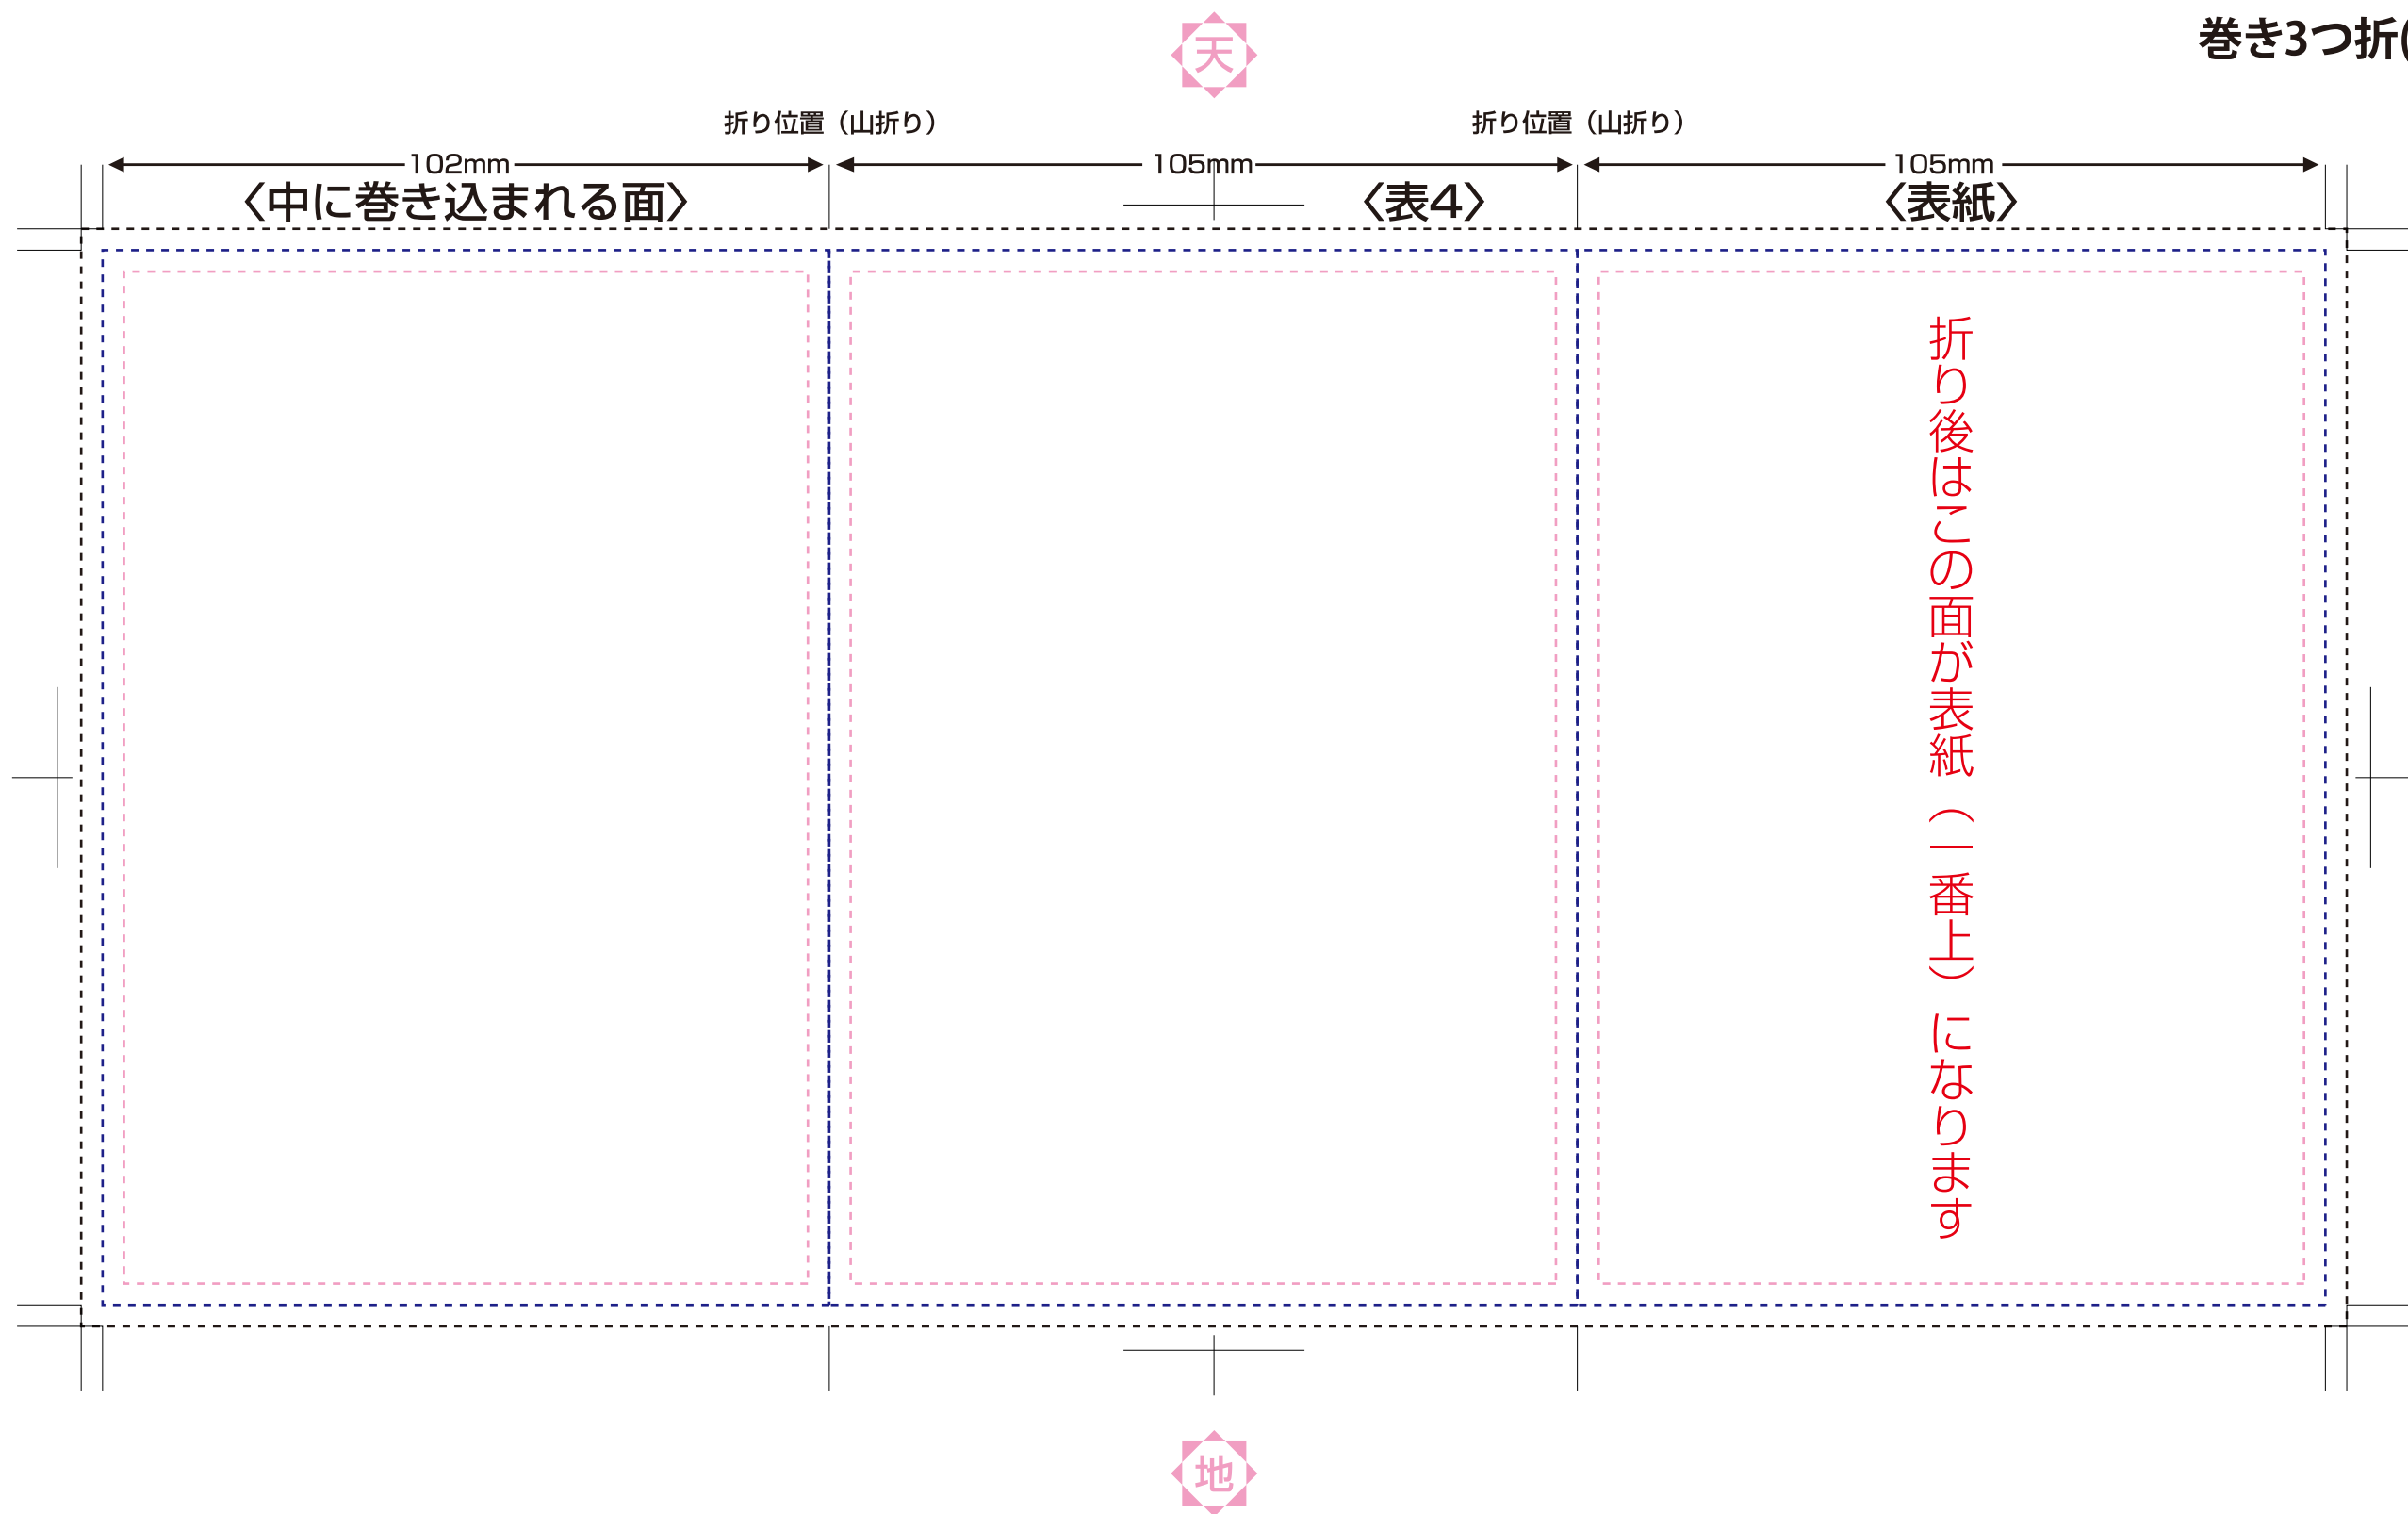 天
巻き3つ折(
折り位置（山折り）
折り位置（山折り）
102mm
105mm
105mm
〈中に巻き込まれる面〉
〈表4〉
〈表紙〉
折り後はこの面が表紙（一番上）になります
地